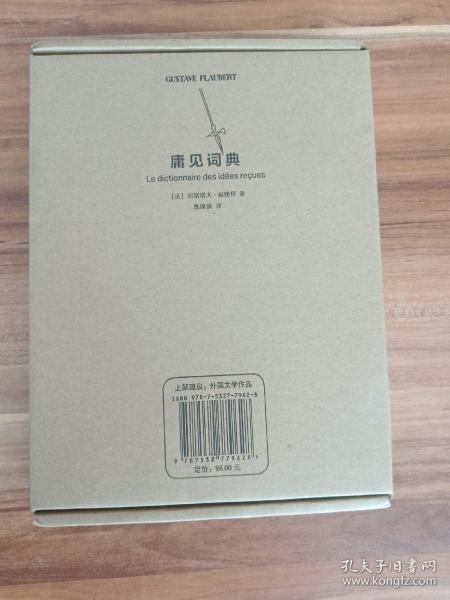 GUSTAVE FLAUBERT
庸见词典
Le dictionnaire des idées reçues
[法] 居斯塔夫·福楼拜 著
施康强 译
上架建议：外国文学作品
ISBN 978-7-5327-7962-8
9 787532 779628 >
定价：98.00 元
孔夫子旧书网
www.kongfz.com